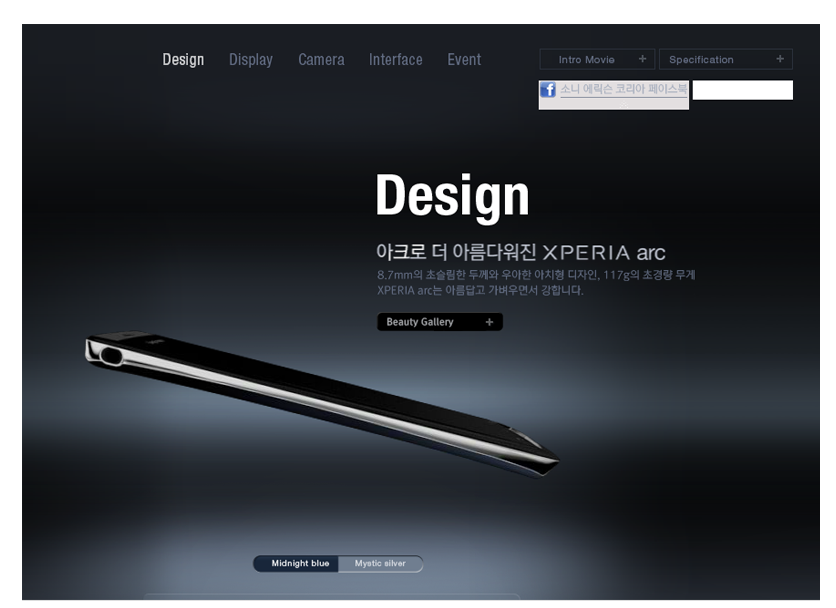 Design Display Camera Interface Event Intro Movie + Specification +
소니 에릭슨 코리아 페이스북
Design
아크로 더 아름다워진 XPERIA arc
8.7mm의 초슬림한 두께와 우아한 아치형 디자인, 117g의 초경량 무게
XPERIA arc는 아름답고 가벼우면서 강합니다.
Beauty Gallery +
Midnight blue Mystic silver